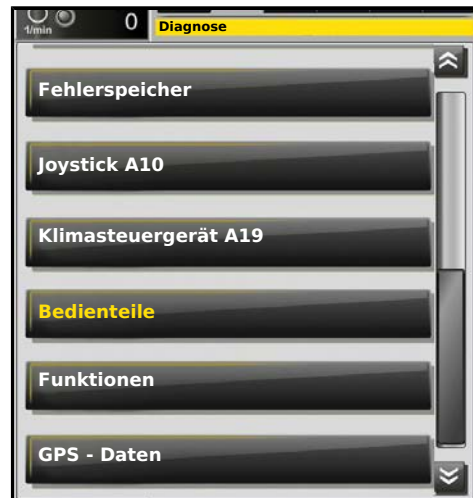 1/min
0
Diagnose
Fehlerspeicher
Joystick A10
Klimasteuergerät A19
Bedienteile
Funktionen
GPS - Daten